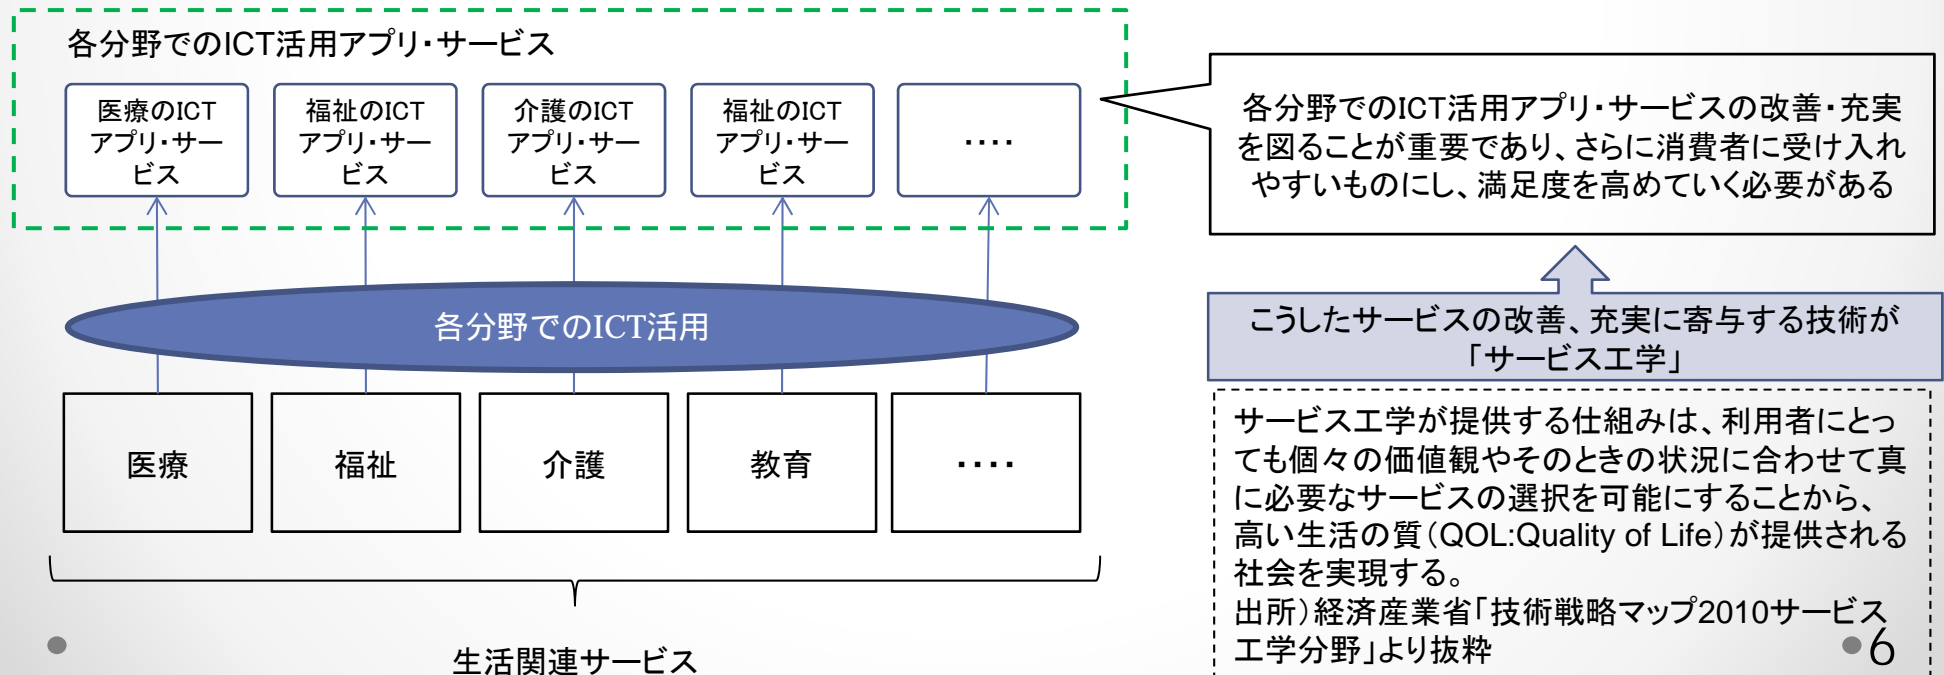 各分野でのICT活用アプリ・サービス
医療のICT
アプリ・サー
ビス
福祉のICT
アプリ・サー
ビス
介護のICT
アプリ・サー
ビス
福祉のICT
アプリ・サー
ビス
・・・・
各分野でのICT活用
医療
福祉
介護
教育
・・・・
生活関連サービス
各分野でのICT活用アプリ・サービスの改善・充実
を図ることが重要であり、さらに消費者に受け入れ
やすいものにし、満足度を高めていく必要がある
こうしたサービスの改善、充実に寄与する技術が
「サービス工学」
サービス工学が提供する仕組みは、利用者にとっ
ても個々の価値観やそのときの状況に合わせて真
に必要なサービスの選択を可能にすることから、
高い生活の質（QOL:Quality of Life）が提供される
社会を実現する。
出所）経済産業省「技術戦略マップ2010サービス
工学分野」より抜粋
6